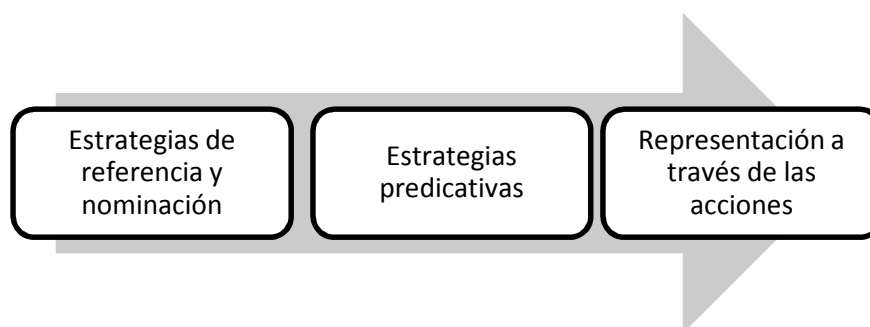 Estrategias de
referencia y
nominación
Estrategias
predicativas
Representación a
través de las
acciones